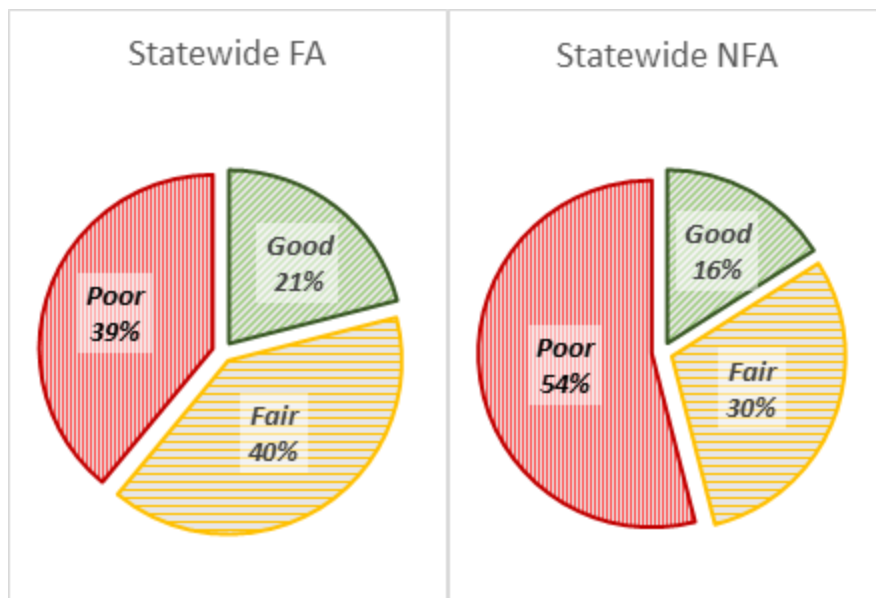 Statewide FA
Good
21%
Poor
39%
Fair
40%
Statewide NFA
Good
16%
Poor
54%
Fair
30%